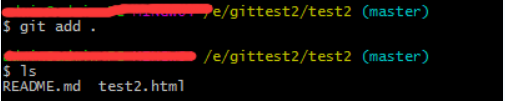 /e/gittest2/test2 (master)
$ git add .
/e/gittest2/test2 (master)
$ ls
README.md test2.html